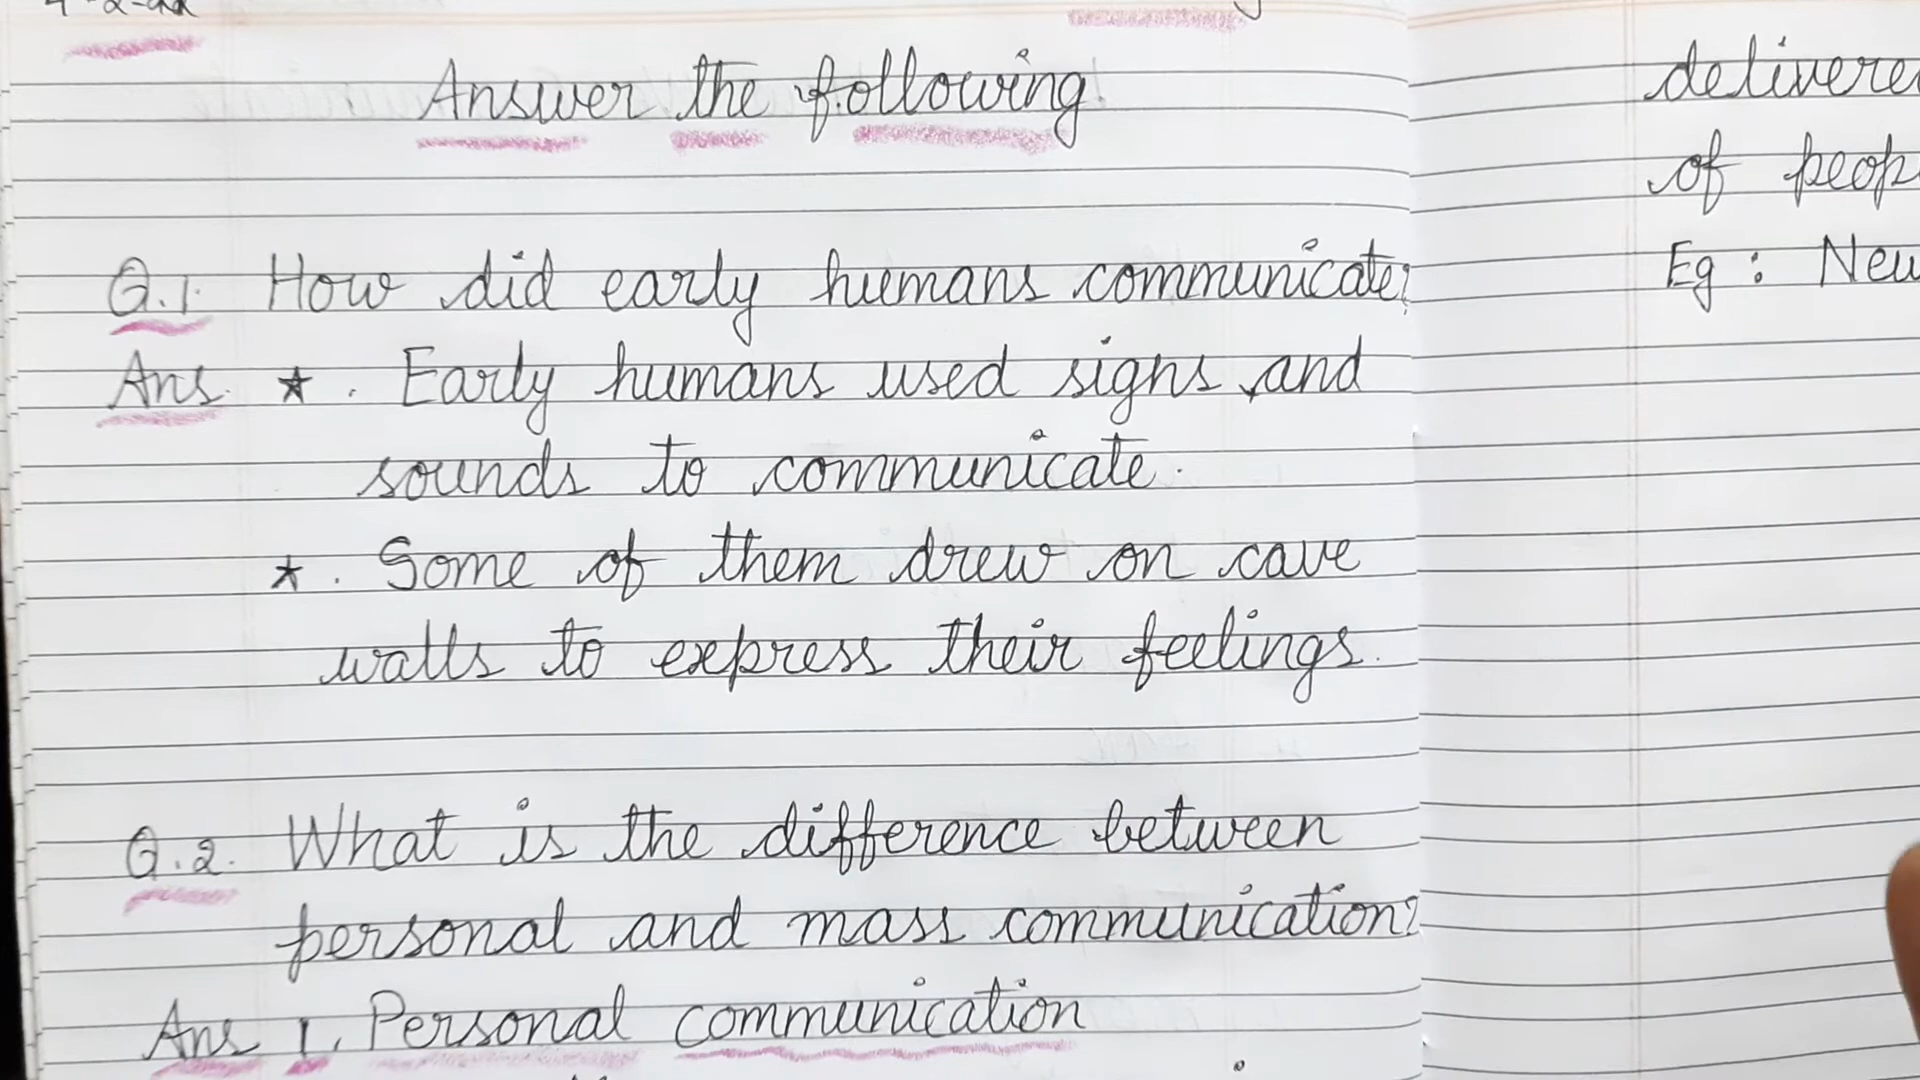 Answer the following
Q.1. How did early humans communicate?
Ans. ★. Early humans used signs and
sounds to communicate.
★. Some of them drew on cave
walls to express their feelings.
Q.2. What is the difference between
personal and mass communication?
Ans 1. Personal communication
of
Eg :